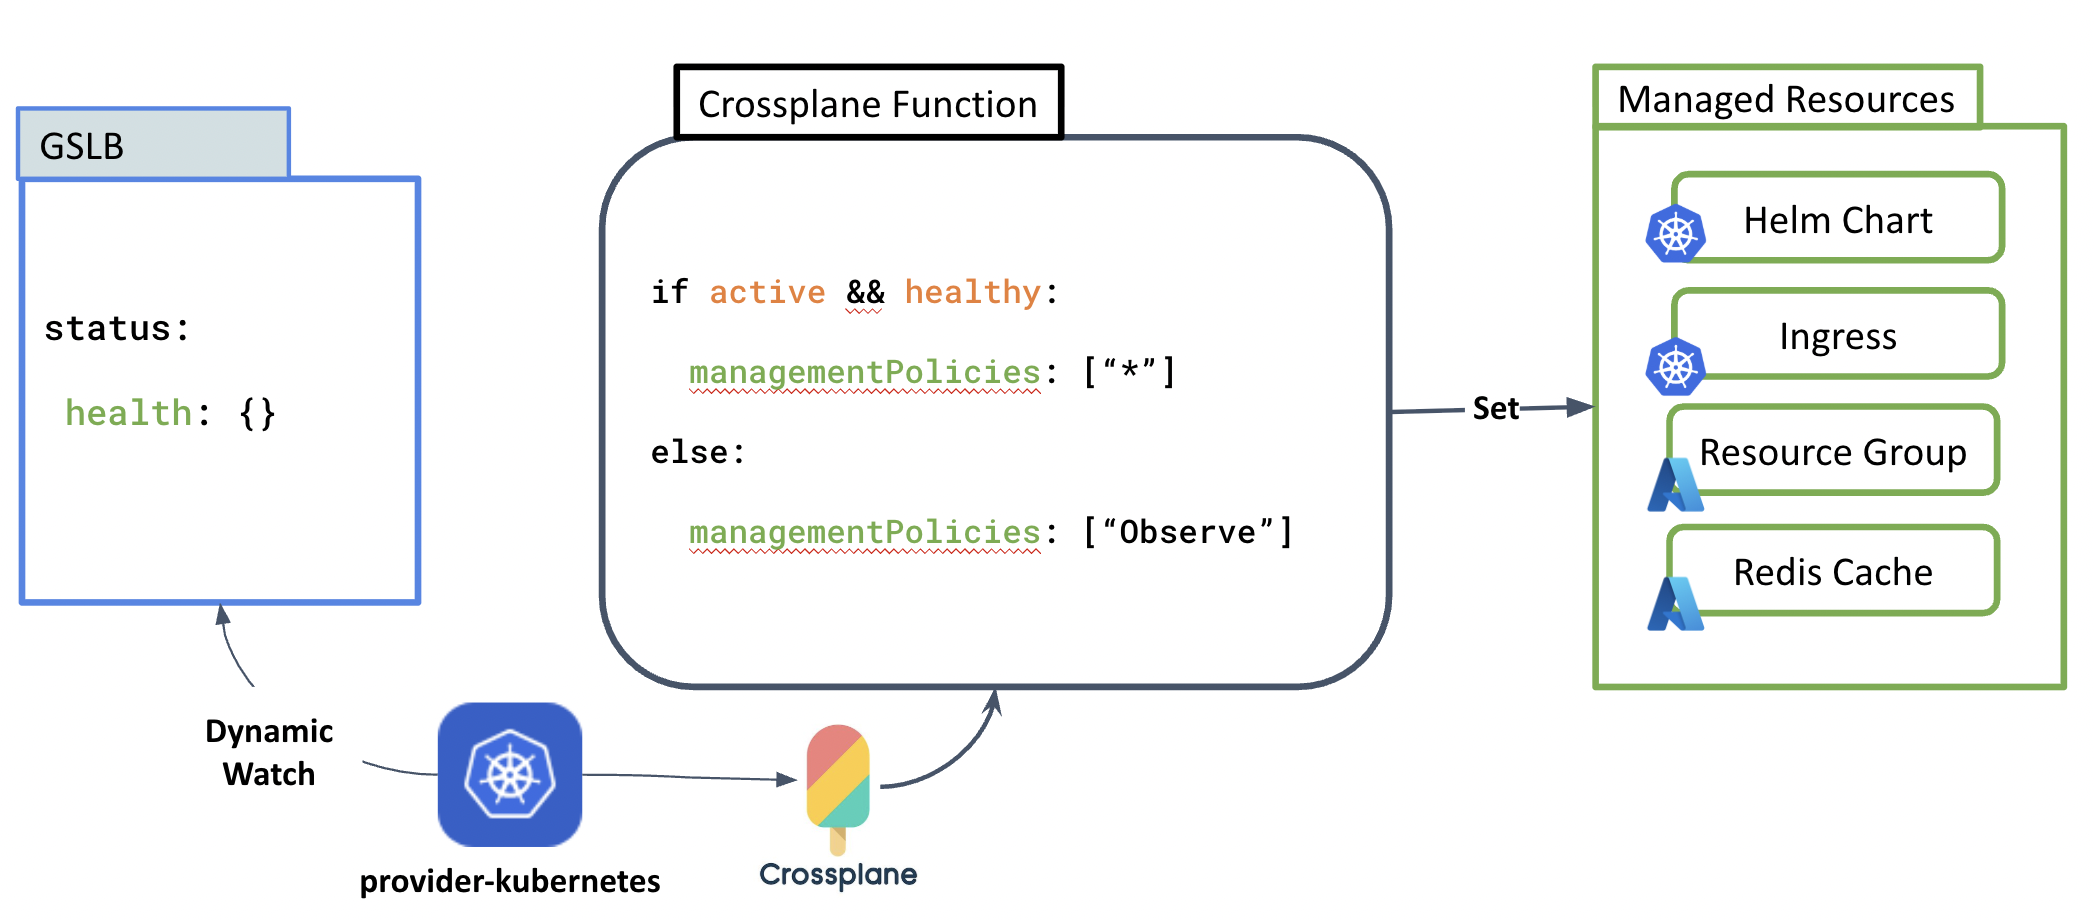 GSLB
status:
health: {}
Crossplane Function
if active && healthy:
managementPolicies: [“*”]
else:
managementPolicies: [“Observe”]
Set
Managed Resources
Helm Chart
Ingress
Resource Group
Redis Cache
Dynamic
Watch
provider-kubernetes
Crossplane